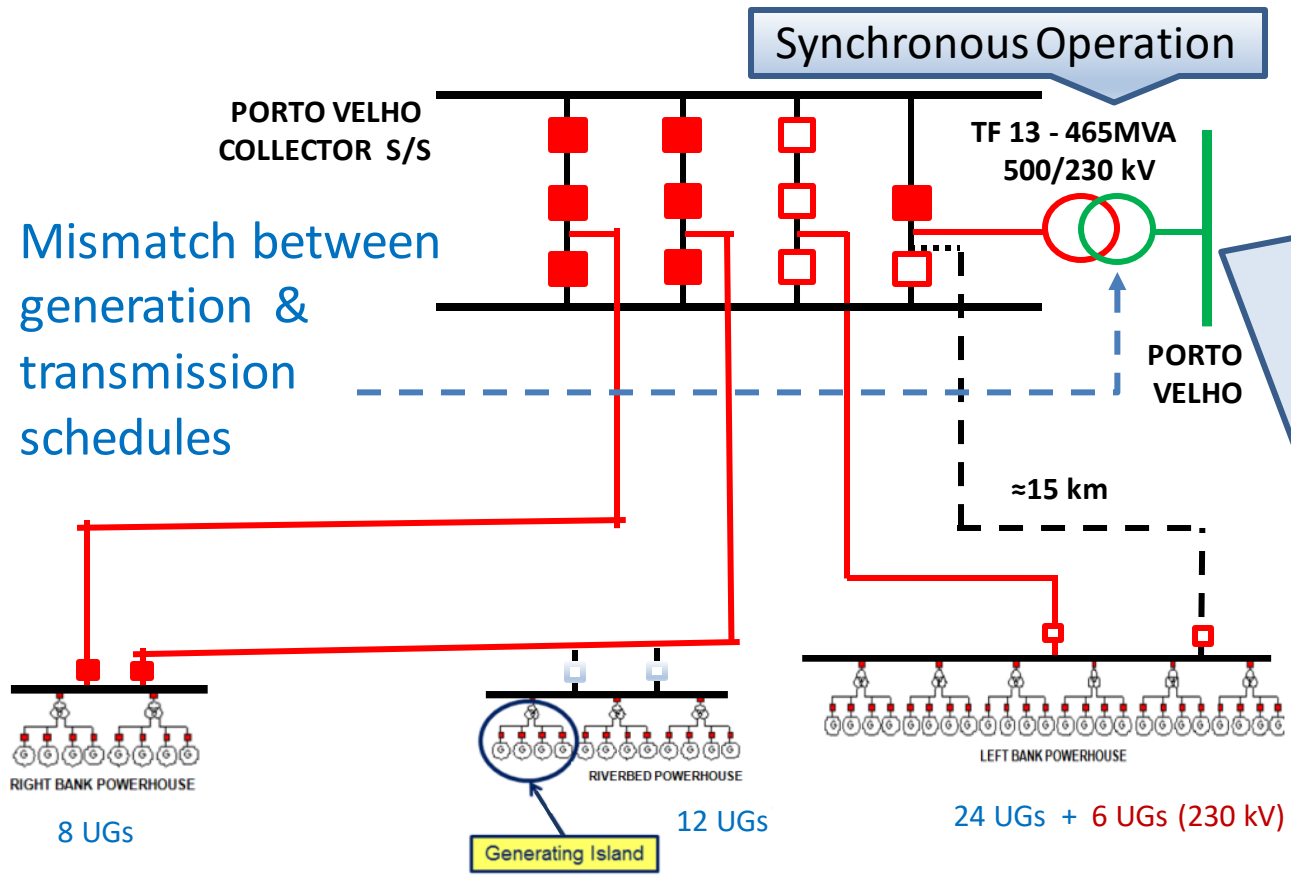 Synchronous Operation
PORTO VELHO
COLLECTOR S/S
TF 13 - 465MVA
500/230 kV
Mismatch between
generation &
transmission
schedules
PORTO
VELHO
≈15 km
G G G G G G G G
G G G G G G G G G G G G
G G G G G G G G G G G G G G G G G G G G G G G G
RIGHT BANK POWERHOUSE
RIVERBED POWERHOUSE
LEFT BANK POWERHOUSE
8 UGs
12 UGs
24 UGs + 6 UGs (230 kV)
Generating Island